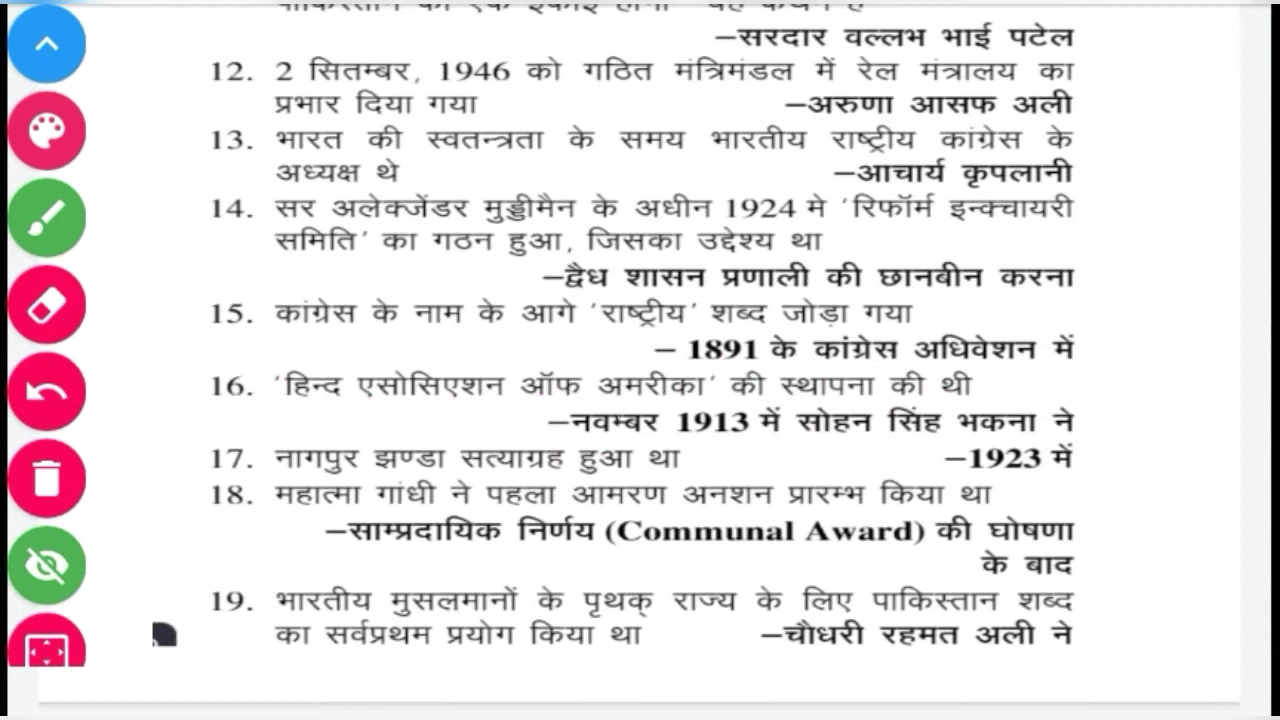 –सरदार वल्लभ भाई पटेल
12. 2 सितम्बर, 1946 को गठित मंत्रिमंडल में रेल मंत्रालय का
प्रभार दिया गया –अरुणा आसफ अली
13. भारत की स्वतन्त्रता के समय भारतीय राष्ट्रीय कांग्रेस के
अध्यक्ष थे –आचार्य कृपलानी
14. सर अलेक्जेंडर मुड्डीमैन के अधीन 1924 मे ‘रिफॉर्म इन्क्चायरी
समिति’ का गठन हुआ, जिसका उद्देश्य था
–द्वैध शासन प्रणाली की छानबीन करना
15. कांग्रेस के नाम के आगे ‘राष्ट्रीय’ शब्द जोड़ा गया
– 1891 के कांग्रेस अधिवेशन में
16. ‘हिन्द एसोसिएशन ऑफ अमरीका’ की स्थापना की थी
–नवम्बर 1913 में सोहन सिंह भकना ने
17. नागपुर झण्डा सत्याग्रह हुआ था –1923 में
18. महात्मा गांधी ने पहला आमरण अनशन प्रारम्भ किया था
–साम्प्रदायिक निर्णय (Communal Award) की घोषणा
के बाद
19. भारतीय मुसलमानों के पृथक् राज्य के लिए पाकिस्तान शब्द
का सर्वप्रथम प्रयोग किया था –चौधरी रहमत अली ने